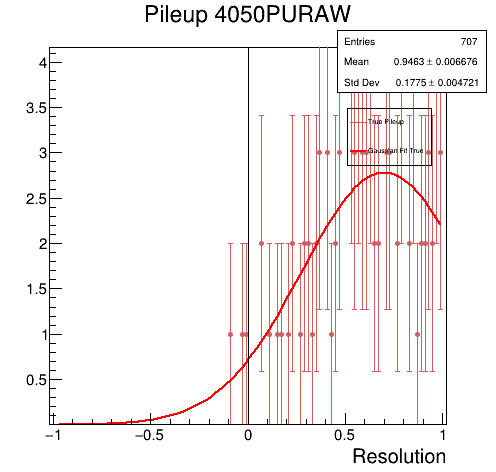 Pileup 4050PURAW
Entries 707
Mean 0.9463 ± 0.006676
Std Dev 0.1775 ± 0.004721
True Pileup
Gaussian Fit True
4
3.5
3
2.5
2
1.5
1
0.5
−1 −0.5 0 0.5 1
Resolution